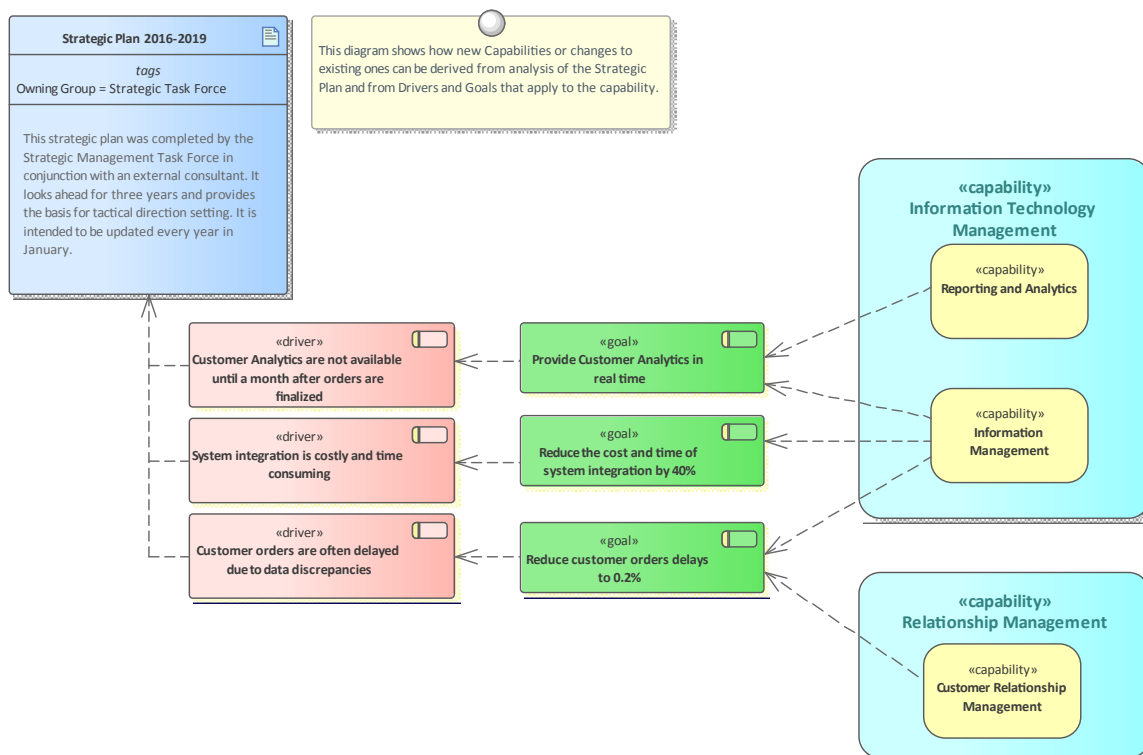 Strategic Plan 2016-2019
tags
Owning Group = Strategic Task Force
This strategic plan was completed by the
Strategic Management Task Force in
conjunction with an external consultant. It
looks ahead for three years and provides
the basis for tactical direction setting. It is
intended to be updated every year in
January.
This diagram shows how new Capabilities or changes to
existing ones can be derived from analysis of the Strategic
Plan and from Drivers and Goals that apply to the capability.
«driver»
Customer Analytics are not available
until a month after orders are
finalized
«driver»
System integration is costly and time
consuming
«driver»
Customer orders are often delayed
due to data discrepancies
«goal»
Provide Customer Analytics in
real time
«goal»
Reduce the cost and time of
system integration by 40%
«goal»
Reduce customer orders delays
to 0.2%
«capability»
Information Technology
Management
«capability»
Reporting and Analytics
«capability»
Information
Management
«capability»
Relationship Management
«capability»
Customer Relationship
Management